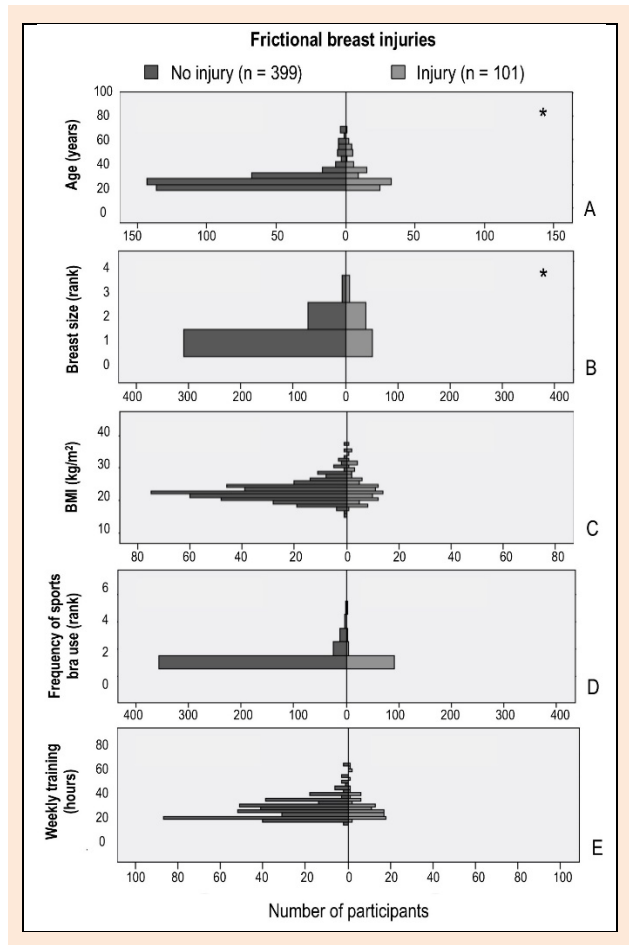 Frictional breast injuries
No injury (n = 399) Injury (n = 101)
Age (years)
100
80
60
40
20
0
*
A
150 100 50 0 50 100 150
Breast size (rank)
4
3
2
1
0
*
B
400 300 200 100 0 100 200 300 400
BMI (kg/m²)
40
30
20
10
C
80 60 40 20 0 20 40 60 80
Frequency of sports
bra use (rank)
6
4
2
0
D
400 300 200 100 0 100 200 300 400
Weekly training
(hours)
80
60
40
20
0
E
100 80 60 40 20 0 20 40 60 80 100
Number of participants